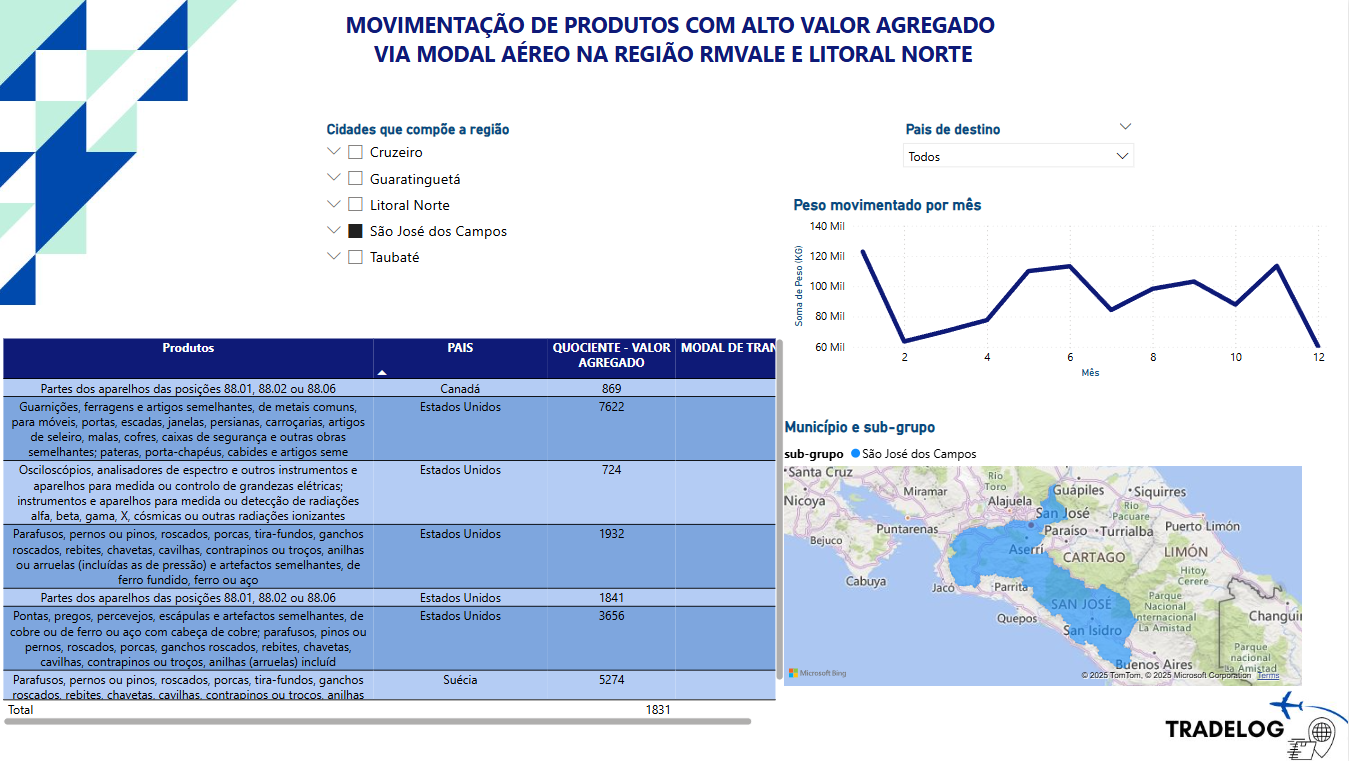 MOVIMENTAÇÃO DE PRODUTOS COM ALTO VALOR AGREGADO
VIA MODAL AÉREO NA REGIÃO RMVALE E LITORAL NORTE
Cidades que compõe a região
Cruzeiro
Guaratinguetá
Litoral Norte
São José dos Campos
Taubaté
Pais de destino
Todos
Peso movimentado por mês
140 Mil
120 Mil
100 Mil
80 Mil
60 Mil
Soma de Peso (KG)
2 4 6 8 10 12
Mês
Produtos PAIS QUOCIENTE - VALOR AGREGADO MODAL DE TRAN
Partes dos aparelhos das posições 88.01, 88.02 ou 88.06 Canadá 869
Guarnições, ferragens e artigos semelhantes, de metais comuns, Estados Unidos 7622
para móveis, portas, escadas, janelas, persianas, carroçarias, artigos
de seleiro, malas, cofres, caixas de segurança e outras obras
semelhantes; pateras, porta-chapéus, cabides e artigos seme
Osciloscópios, analisadores de espectro e outros instrumentos e Estados Unidos 724
aparelhos para medida ou controlo de grandezas elétricas;
instrumentos e aparelhos para medida ou detecção de radiações
alfa, beta, gama, X, cósmicas ou outras radiações ionizantes
Parafusos, pernos ou pinos, roscados, porcas, tira-fundos, ganchos Estados Unidos 1932
roscados, rebites, chavetas, cavilhas, contrapinos ou troços, anilhas
ou arruelas (incluídas as de pressão) e artefactos semelhantes, de
ferro fundido, ferro ou aço
Partes dos aparelhos das posições 88.01, 88.02 ou 88.06 Estados Unidos 1841
Pontas, pregos, percevejos, escápulas e artefactos semelhantes, de Estados Unidos 3656
cobre ou de ferro ou aço com cabeça de cobre; parafusos, pinos ou
pernos, roscados, porcas, ganchos roscados, rebites, chavetas,
cavilhas, contrapinos ou troços, anilhas (arruelas) incluíd
Parafusos, pernos ou pinos, roscados, porcas, tira-fundos, ganchos Suécia 5274
roscados, rebites, chavetas, cavilhas, contrapinos ou troços, anilhas
Total 1831
Município e sub-grupo
sub-grupo São José dos Campos
Santa Cruz
Nicoya
Miramar
Rio Toro
Alajuela
Guápiles
Siquirres
San José
Rio Pacuare
Puntarenas
Paraíso
Turrialba
Puerto Limón
Bejuco
Aserrí
CARTAGO
LIMÓN
Cabuya
Jacó
Parrita
Hitoy Cerere
SAN JOSÉ
Parque Nacional Internacional La Amistad
Changui
Quepos
San Isidro
Buenos Aires
Parque nacional La Amistad
Microsoft Bing
© 2025 TomTom, © 2025 Microsoft Corporation Terms
TRADELOG